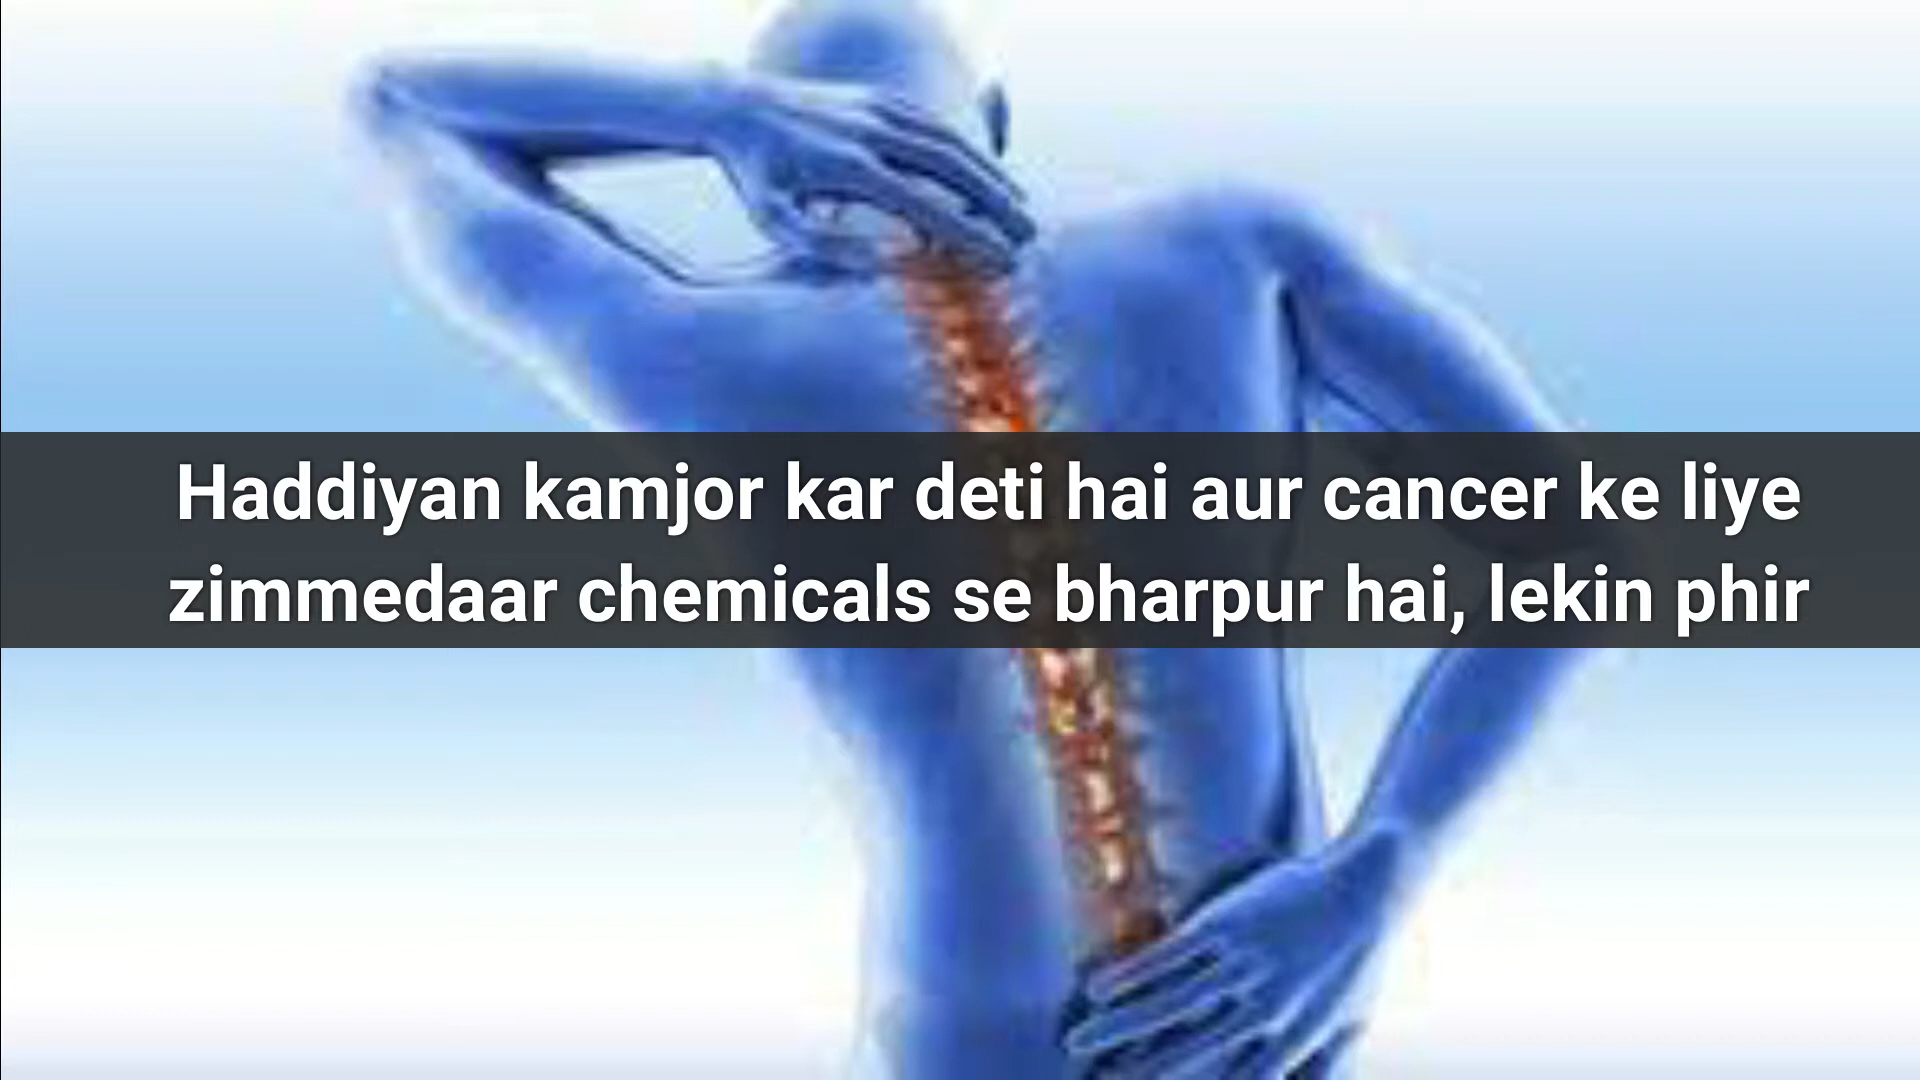 Haddiyan kamjor kar deti hai aur cancer ke liye
zimmedaar chemicals se bharpur hai, lekin phir